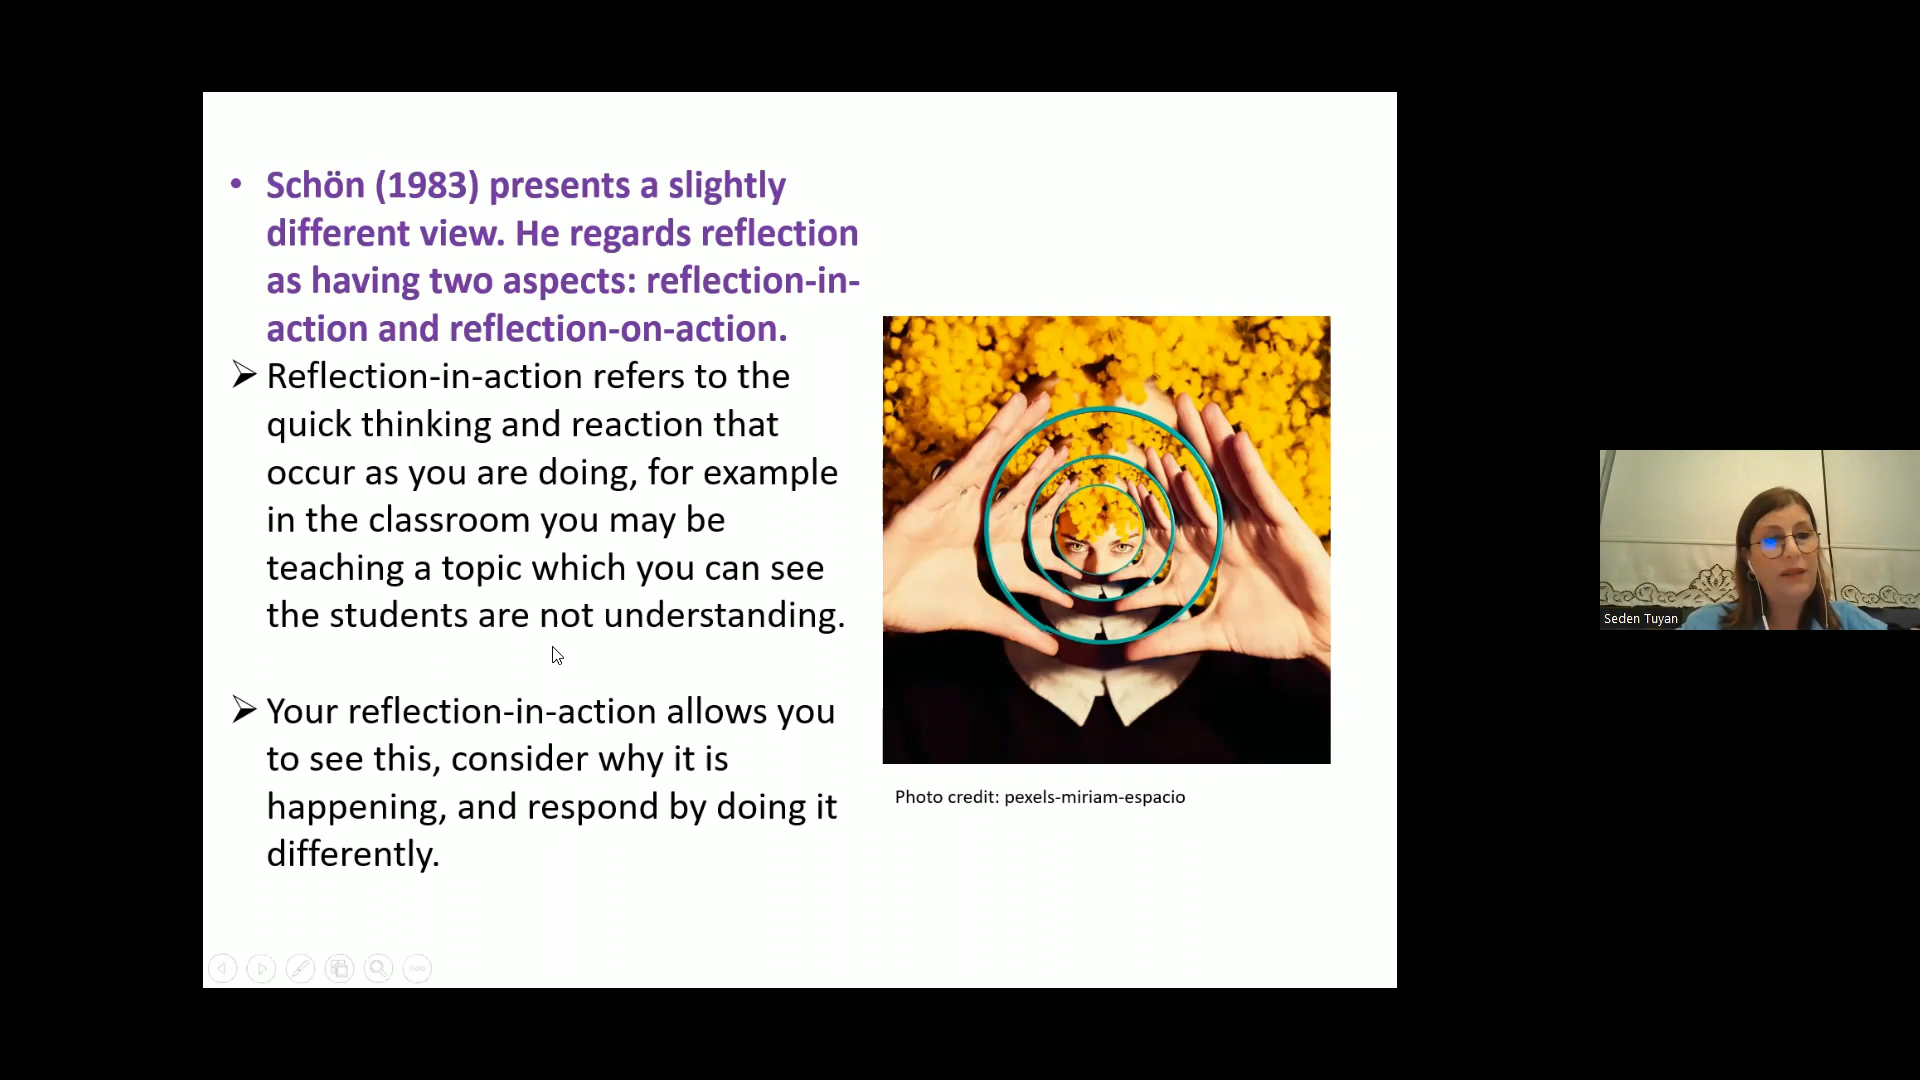 • Schön (1983) presents a slightly
different view. He regards reflection
as having two aspects: reflection-in-
action and reflection-on-action.
➢ Reflection-in-action refers to the
quick thinking and reaction that
occur as you are doing, for example
in the classroom you may be
teaching a topic which you can see
the students are not understanding.
➢ Your reflection-in-action allows you
to see this, consider why it is
happening, and respond by doing it
differently.
Photo credit: pexels-miriam-espacio
Seden Tuyan